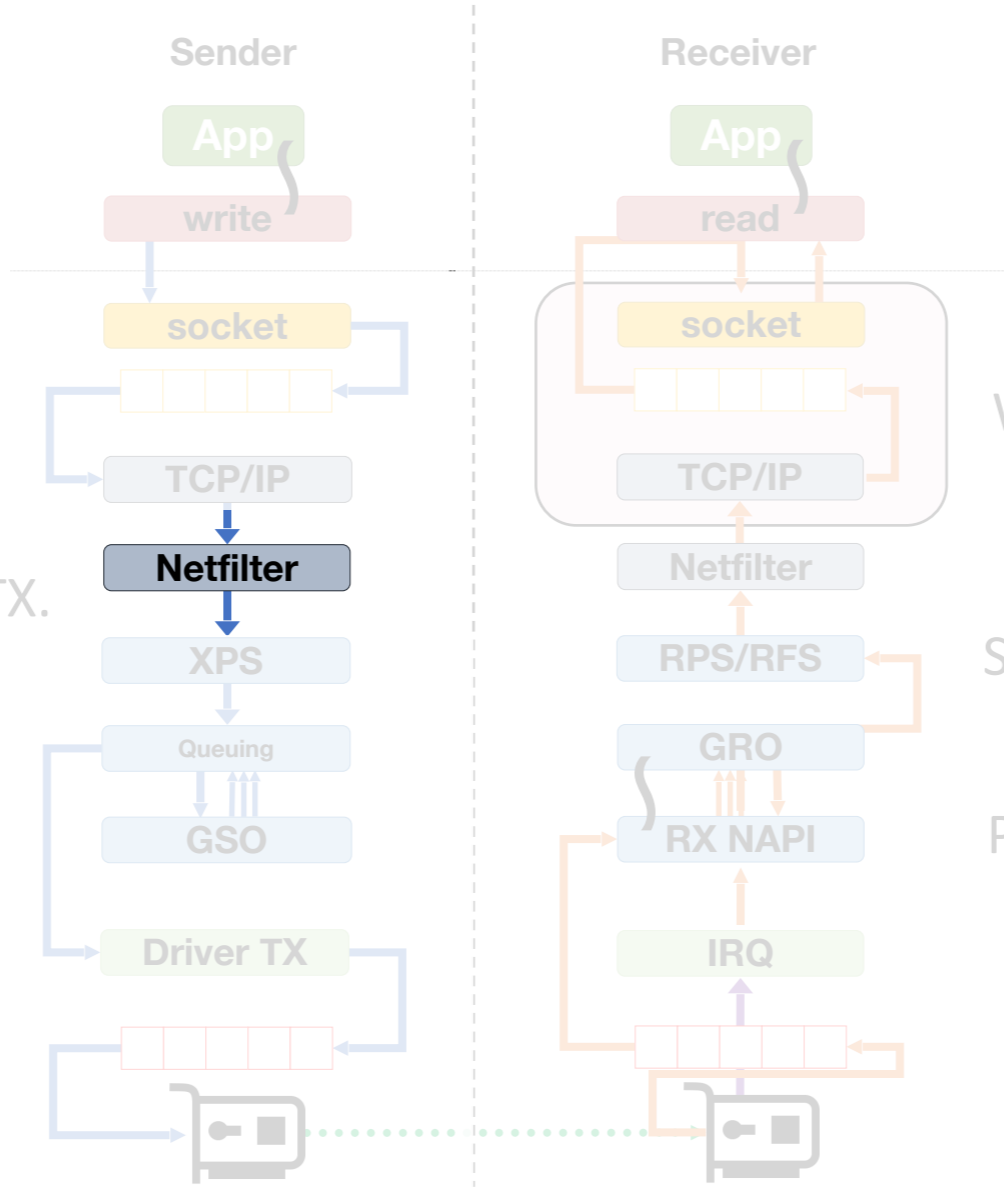 Sender
App
write
socket
TCP/IP
Netfilter
XPS
Queuing
GSO
Driver TX
Receiver
App
read
socket
TCP/IP
Netfilter
RPS/RFS
GRO
RX NAPI
IRQ
TX.